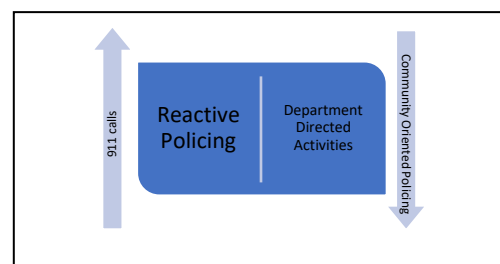 911 calls
Reactive
Policing
Department
Directed
Activities
Community Oriented Policing